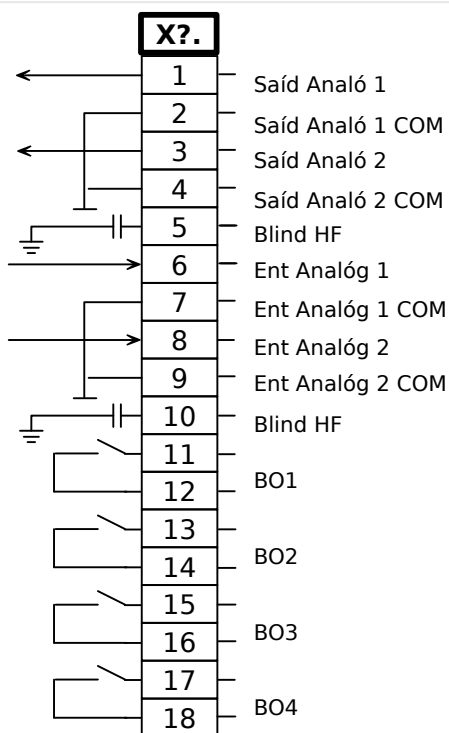 X?.
1 Saíd Analó 1
2 Saíd Analó 1 COM
3 Saíd Analó 2
4 Saíd Analó 2 COM
5 Blind HF
6 Ent Analóg 1
7 Ent Analóg 1 COM
8 Ent Analóg 2
9 Ent Analóg 2 COM
10 Blind HF
11
BO1
12
13
BO2
14
15
BO3
16
17
BO4
18